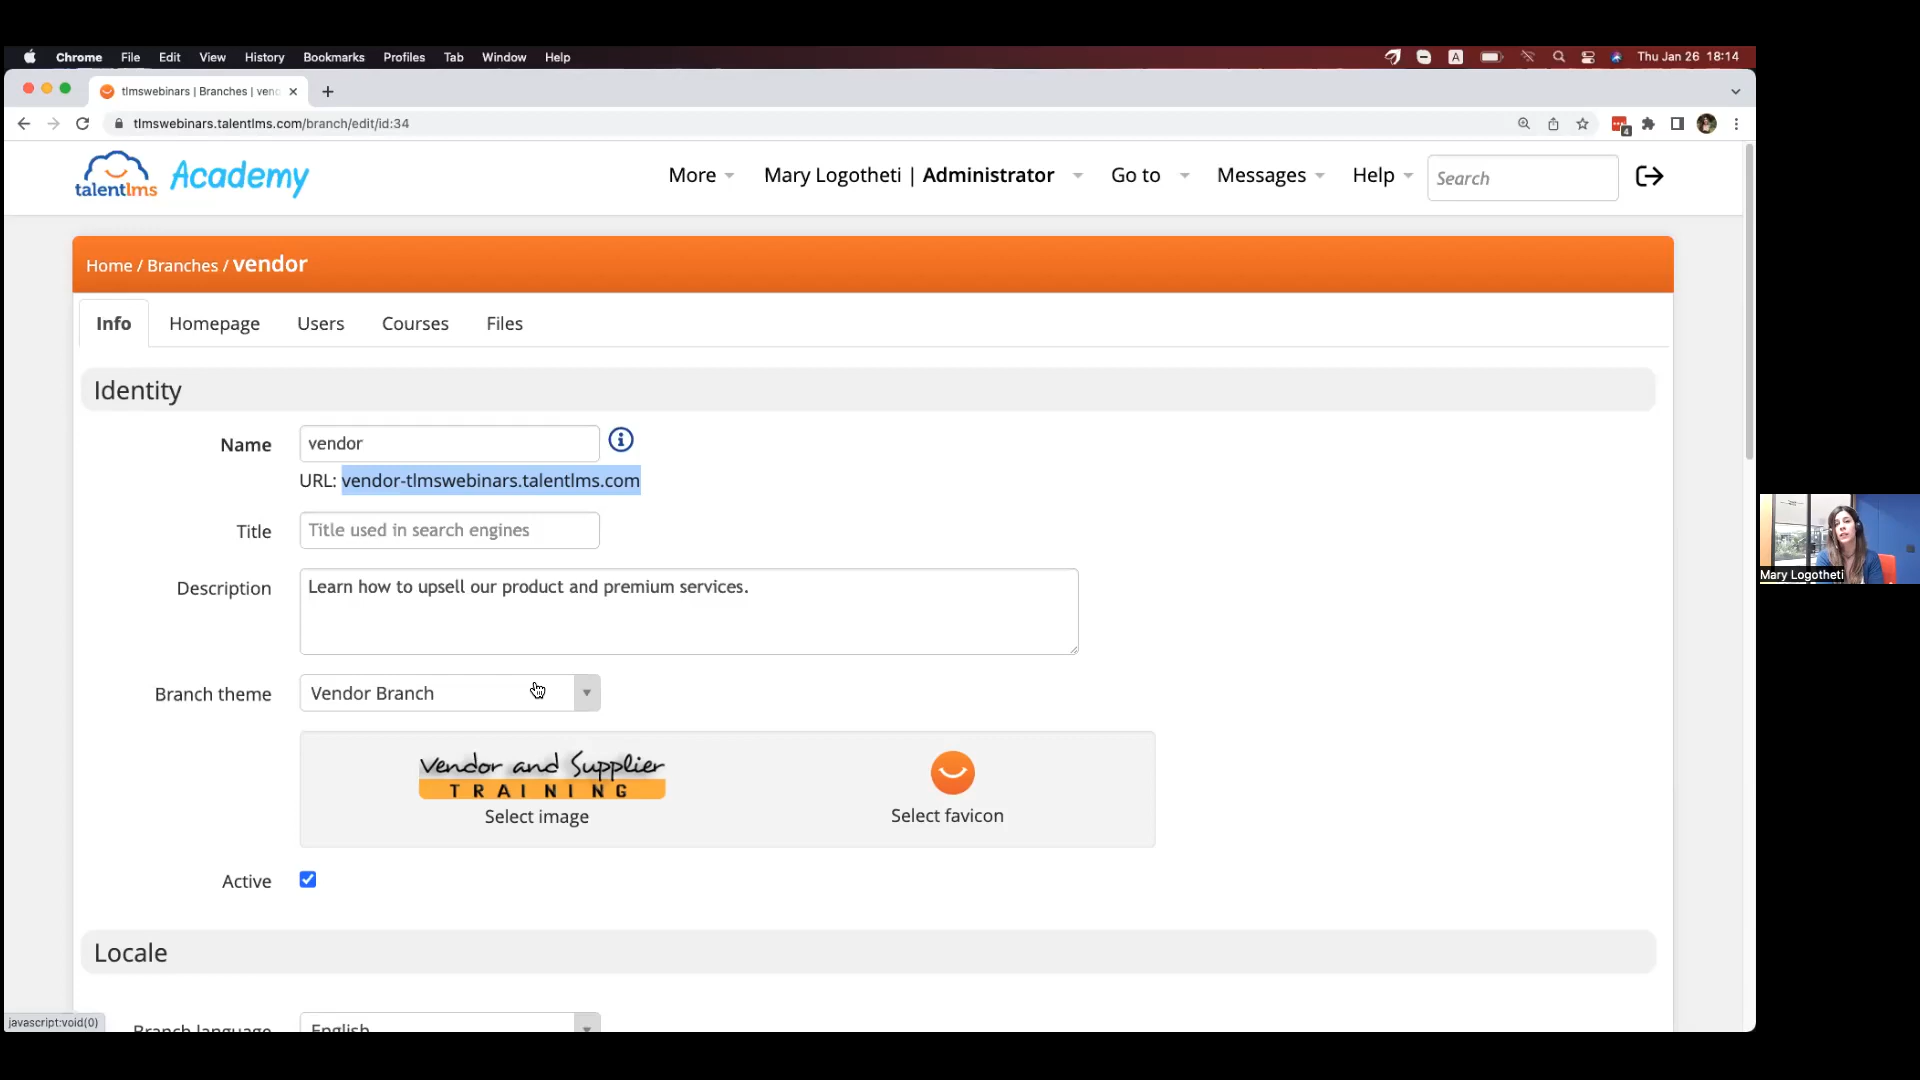 Chrome File Edit View History Bookmarks Profiles Tab Window Help
A
Thu Jan 26 18:14
tlmswebinars | Branches | vend
tlmswebinars.talentlms.com/branch/edit/id:34
4
talentlms Academy
More
Mary Logotheti | Administrator
Go to
Messages
Help
Search
Home / Branches / vendor
Info
Homepage
Users
Courses
Files
Identity
Name
vendor
URL: vendor-tlmswebinars.talentlms.com
Title
Title used in search engines
Description
Learn how to upsell our product and premium services.
Branch theme
Vendor Branch
Vendor and Supplier
TRAINING
Select image
Select favicon
Active
Locale
Branch language
English
javascript:void(0)
Mary Logotheti